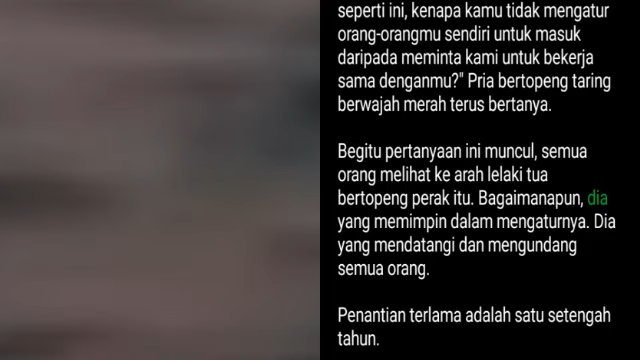 seperti ini, kenapa kamu tidak mengatur
orang-orangmu sendiri untuk masuk
daripada meminta kami untuk bekerja
sama denganmu?" Pria bertopeng taring
berwajah merah terus bertanya.
Begitu pertanyaan ini muncul, semua
orang melihat ke arah lelaki tua
bertopeng perak itu. Bagaimanapun, dia
yang memimpin dalam mengaturnya. Dia
yang mendatangi dan mengundang
semua orang.
Penantian terlama adalah satu setengah
tahun.